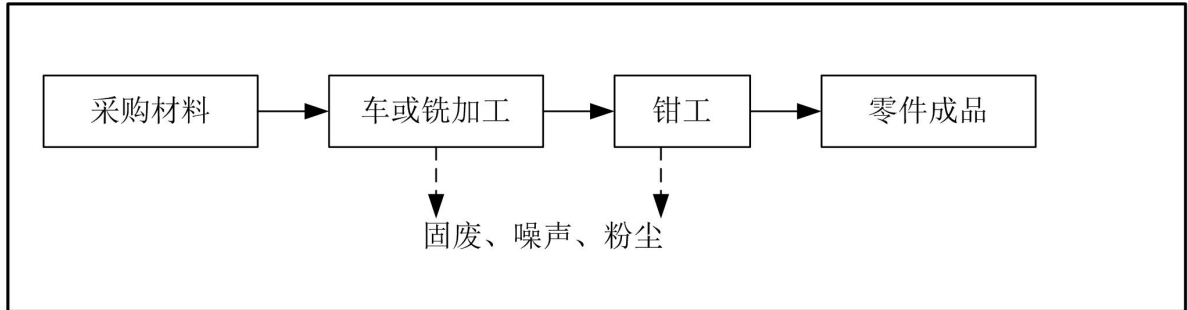 采购材料
车或铣加工
钳工
零件成品
固废、噪声、粉尘